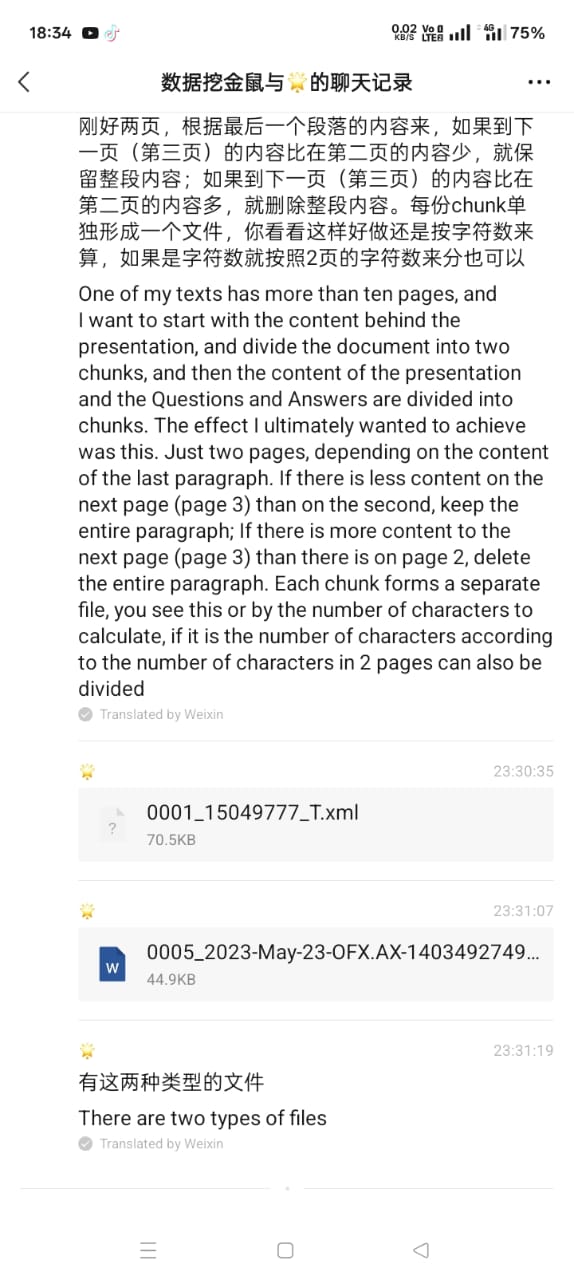 18:34
0.02 KB/S
Vo LTE
4G
75%
数据挖金鼠与🌟的聊天记录
刚好两页，根据最后一个段落的内容来，如果到下
一页（第三页）的内容比在第二页的内容少，就保
留整段内容；如果到下一页（第三页）的内容比在
第二页的内容多，就删除整段内容。每份chunk单
独形成一个文件，你看看这样好做还是按字符数来
算，如果是字符数就按照2页的字符数来分也可以
One of my texts has more than ten pages, and
I want to start with the content behind the
presentation, and divide the document into two
chunks, and then the content of the presentation
and the Questions and Answers are divided into
chunks. The effect I ultimately wanted to achieve
was this. Just two pages, depending on the content
of the last paragraph. If there is less content on the
next page (page 3) than on the second, keep the
entire paragraph; If there is more content to the
next page (page 3) than there is on page 2, delete
the entire paragraph. Each chunk forms a separate
file, you see this or by the number of characters to
calculate, if it is the number of characters according
to the number of characters in 2 pages can also be
divided
Translated by Weixin
23:30:35
0001_15049777_T.xml
70.5KB
23:31:07
W
0005_2023-May-23-OFX.AX-1403492749...
44.9KB
23:31:19
有这两种类型的文件
There are two types of files
Translated by Weixin